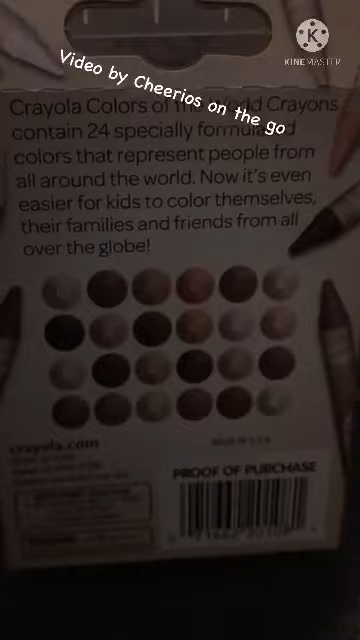 Video by Cheerios on the go
K
KINEMASTER
Crayola Colors of the World Crayons
contain 24 specially formulated
colors that represent people from
all around the world. Now it's even
easier for kids to color themselves,
their families and friends from all
over the globe!
crayola.com
PROOF OF PURCHASE